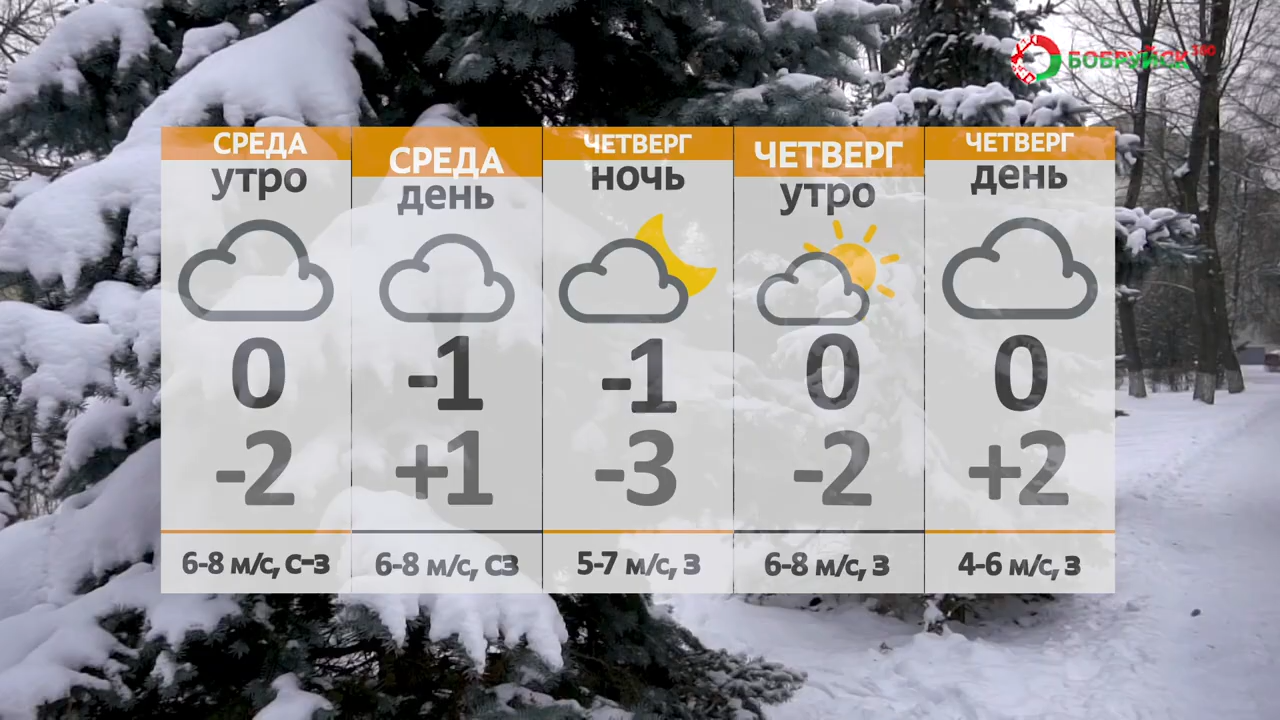 БОБРУЙСК 360
СРЕДА
утро
0
-2
6-8 м/с, С-З
СРЕДА
день
-1
+1
6-8 м/с, СЗ
ЧЕТВЕРГ
ночь
-1
-3
5-7 м/с, З
ЧЕТВЕРГ
утро
0
-2
6-8 м/с, З
ЧЕТВЕРГ
день
0
+2
4-6 м/с, З